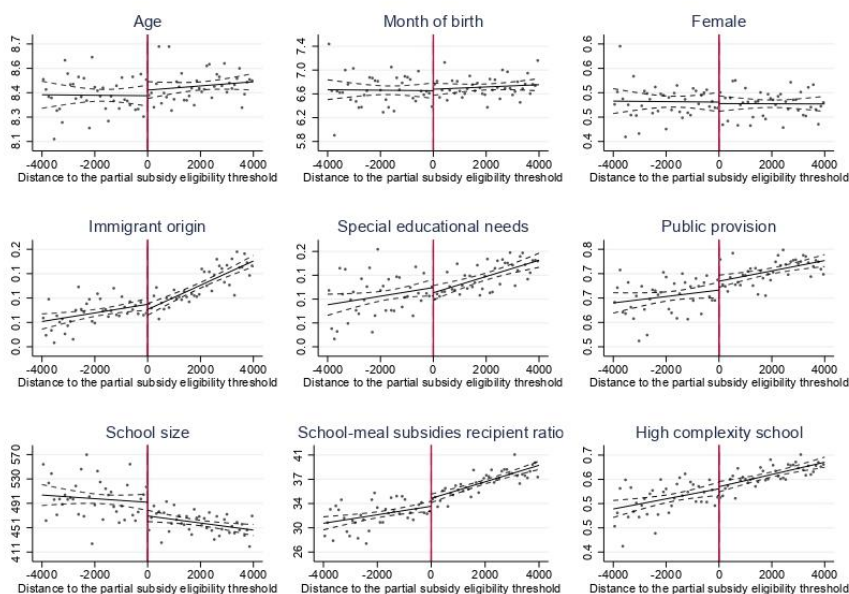 Age
8.7
8.6
8.4
8.3
8.1
-4000 -2000 0 2000 4000
Distance to the partial subsidy eligibility threshold
Month of birth
7.4
7.0
6.6
6.2
5.8
-4000 -2000 0 2000 4000
Distance to the partial subsidy eligibility threshold
Female
0.6
0.6
0.5
0.5
0.4
-4000 -2000 0 2000 4000
Distance to the partial subsidy eligibility threshold
Immigrant origin
0.2
0.1
0.1
0.1
0.0
-4000 -2000 0 2000 4000
Distance to the partial subsidy eligibility threshold
Special educational needs
0.2
0.1
0.1
0.1
0.0
-4000 -2000 0 2000 4000
Distance to the partial subsidy eligibility threshold
Public provision
0.8
0.7
0.7
0.6
0.5
-4000 -2000 0 2000 4000
Distance to the partial subsidy eligibility threshold
School size
570
530
491
451
411
-4000 -2000 0 2000 4000
Distance to the partial subsidy eligibility threshold
School-meal subsidies recipient ratio
41
37
34
30
26
-4000 -2000 0 2000 4000
Distance to the partial subsidy eligibility threshold
High complexity school
0.7
0.6
0.5
0.5
0.4
-4000 -2000 0 2000 4000
Distance to the partial subsidy eligibility threshold